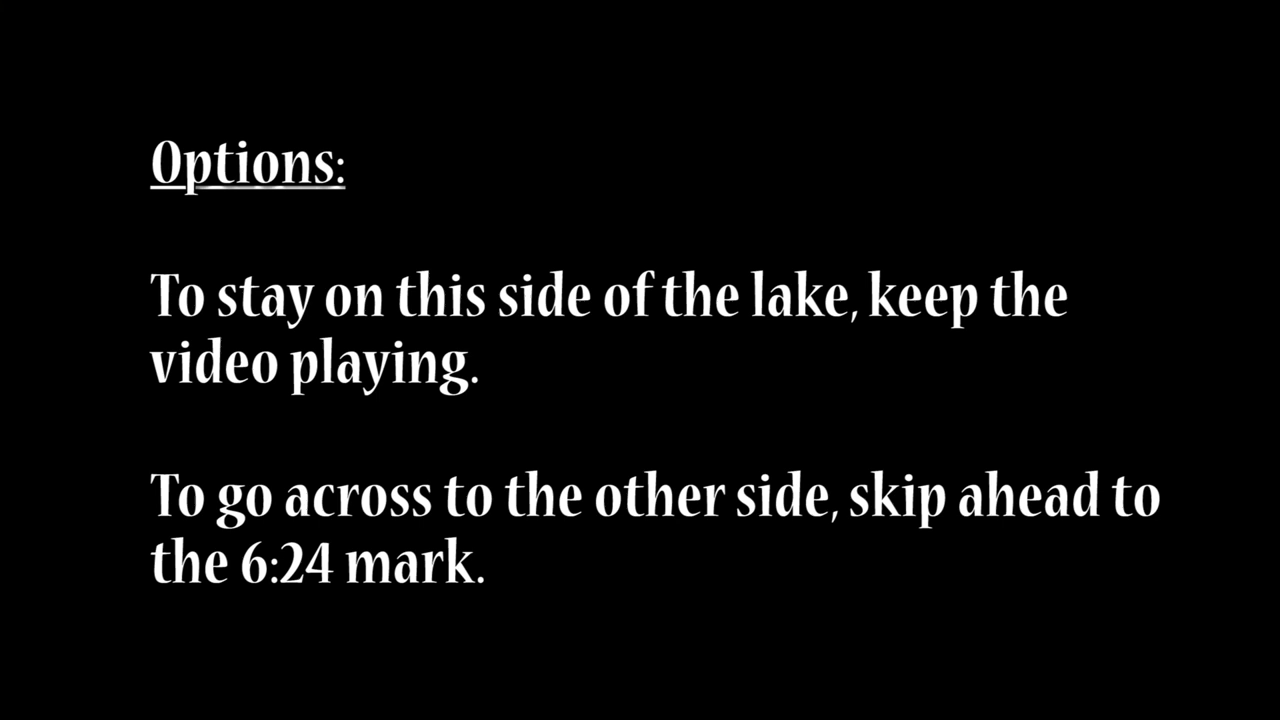 Options:
To stay on this side of the lake, keep the
video playing.
To go across to the other side, skip ahead to
the 6:24 mark.